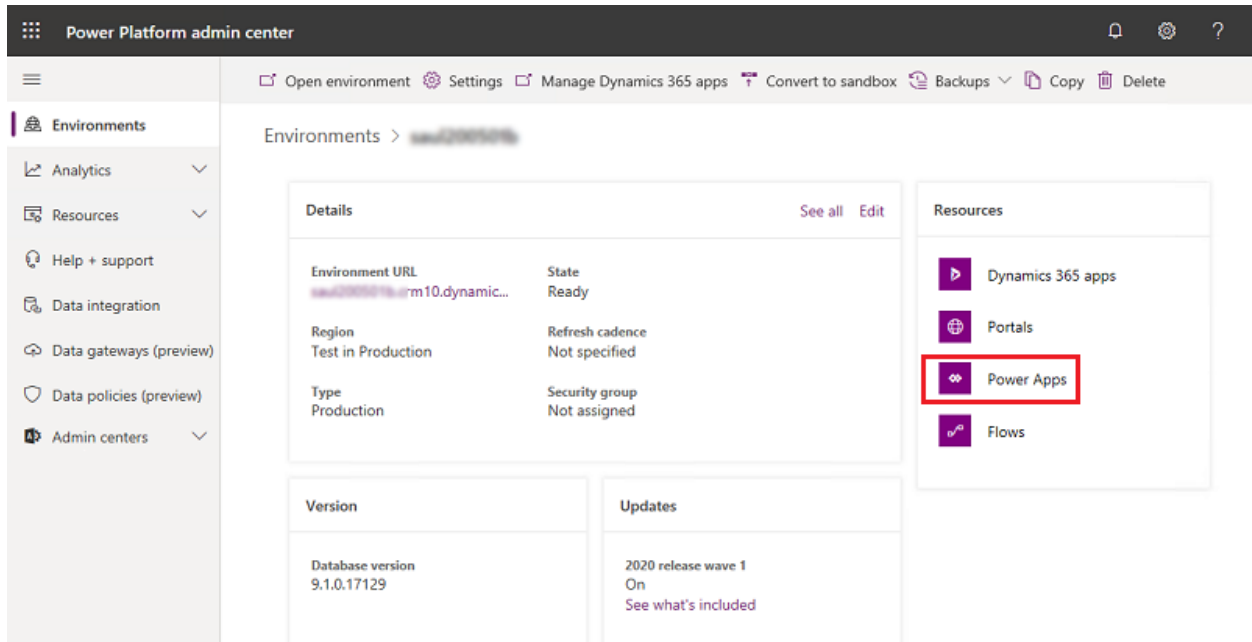 Power Platform admin center
Open environment Settings Manage Dynamics 365 apps Convert to sandbox Backups Copy Delete
Environments
Analytics
Resources
Help + support
Data integration
Data gateways (preview)
Data policies (preview)
Admin centers
Environments >
Details See all Edit
Environment URL State
m10.dynamic... Ready
Region Refresh cadence
Test in Production Not specified
Type Security group
Production Not assigned
Resources
Dynamics 365 apps
Portals
Power Apps
Flows
Version
Database version
9.1.0.17129
Updates
2020 release wave 1
On
See what's included